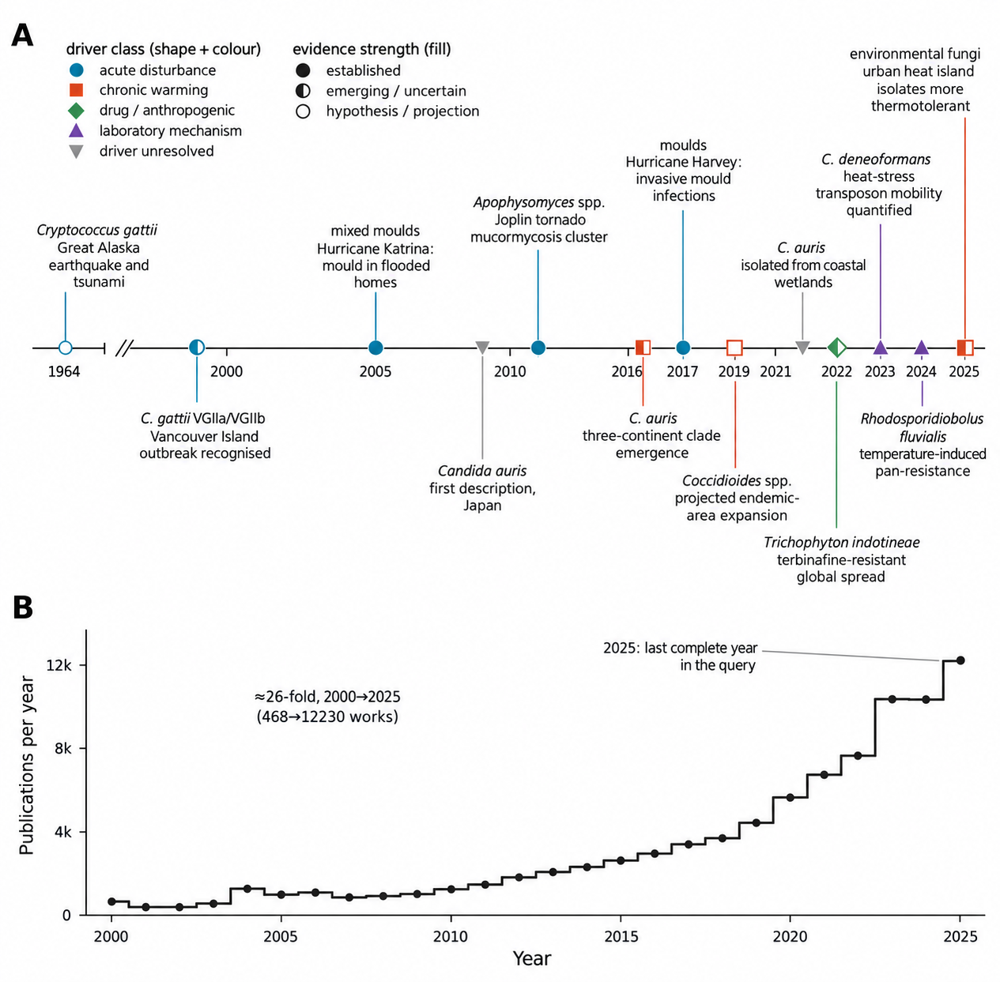 A
driver class (shape + colour)
acute disturbance
chronic warming
drug / anthropogenic
laboratory mechanism
driver unresolved
evidence strength (fill)
established
emerging / uncertain
hypothesis / projection
Cryptococcus gattii
Great Alaska
earthquake and
tsunami
mixed moulds
Hurricane Katrina:
mould in flooded
homes
Apophysomyces spp.
Joplin tornado
mucormycosis cluster
moulds
Hurricane Harvey:
invasive mould
infections
C. auris
isolated from coastal
wetlands
C. deneoformans
heat-stress
transposon mobility
quantified
environmental fungi
urban heat island
isolates more
thermotolerant
1964 2000 2005 2010 2016 2017 2019 2021 2022 2023 2024 2025
C. gattii VGIIa/VGIIb
Vancouver Island
outbreak recognised
Candida auris
first description,
Japan
C. auris
three-continent clade
emergence
Coccidioides spp.
projected endemic-
area expansion
Trichophyton indotineae
terbinafine-resistant
global spread
Rhodosporidiobolus
fluvialis
temperature-induced
pan-resistance
B
Publications per year
12k
8k
4k
0
≈26-fold, 2000→2025
(468→12230 works)
2025: last complete year
in the query
2000 2005 2010 2015 2020 2025
Year